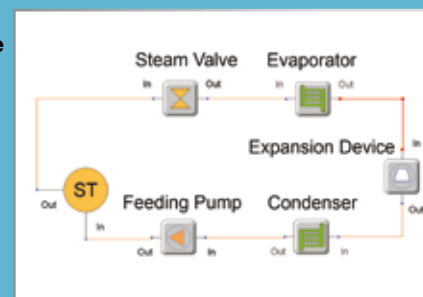 e
Steam Valve Evaporator
In Out In Out
Expansion Device
In
ST
Out
Feeding Pump Condenser
Out
In
Out In Out In